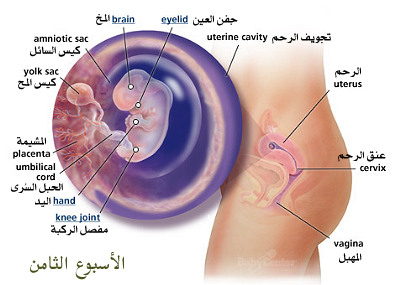 brain المخ
eyelid جفن العين
uterine cavity تجويف الرحم
amniotic sac
كيس السائل
yolk sac
كيس المح
الرحم
uterus
المشيمة
placenta
عنق الرحم
cervix
umbilical
cord
الحبل السرى
hand اليد
knee joint
مفصل الركبة
vagina
المهبل
الأسبوع الثامن